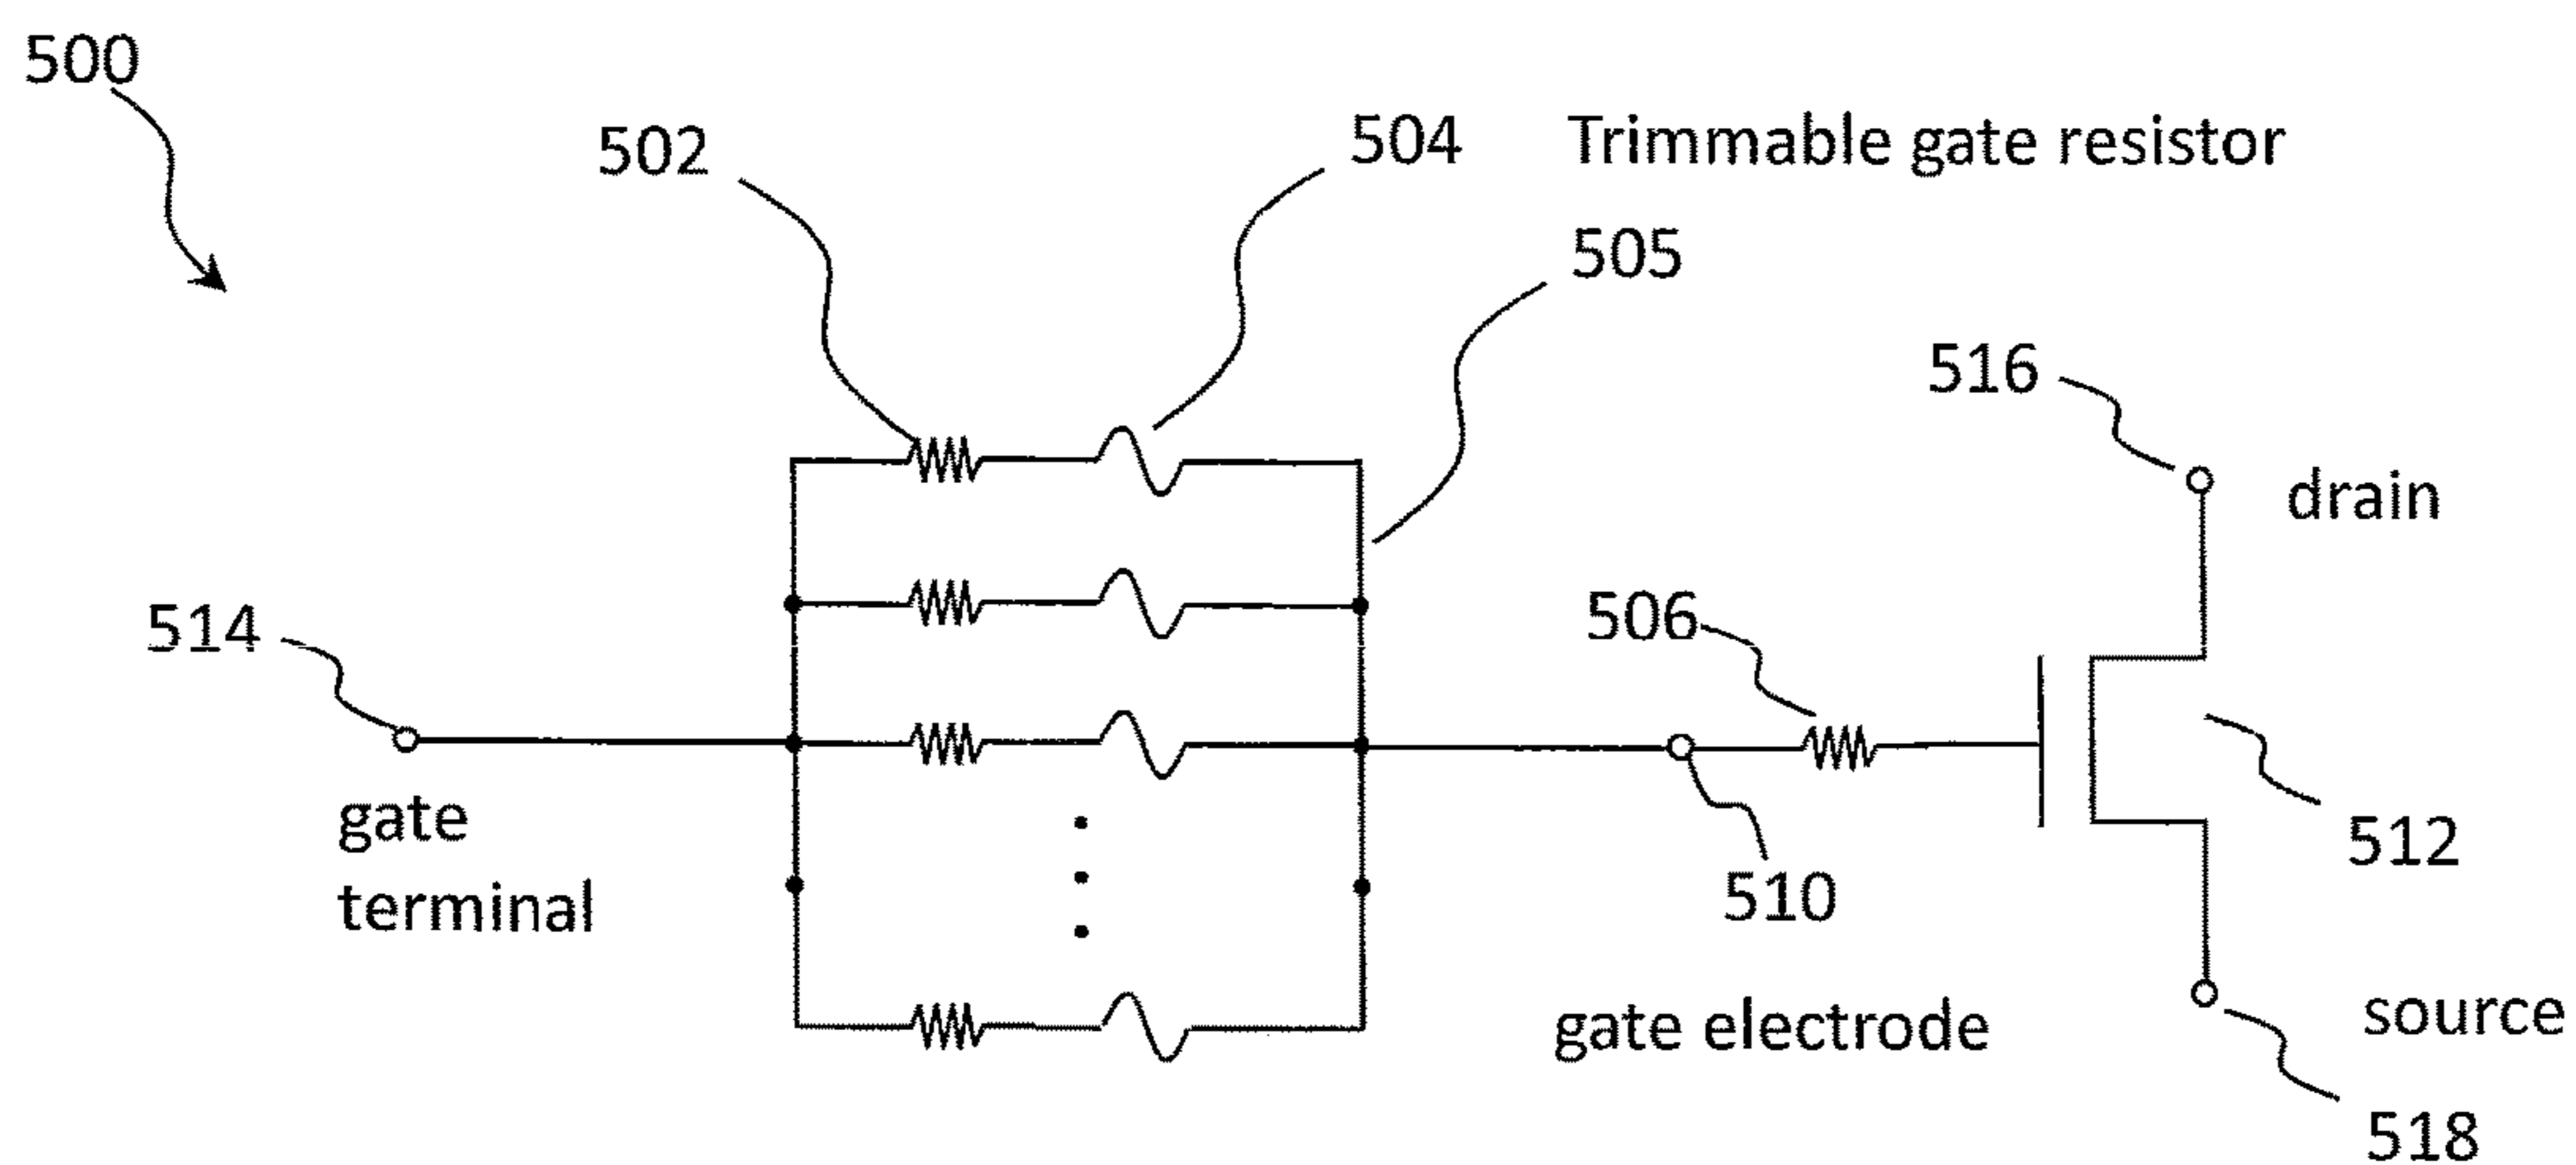 500
502
504 Trimmable gate resistor
505
516
drain
514
506
gate
terminal
512
510
gate electrode
source
518